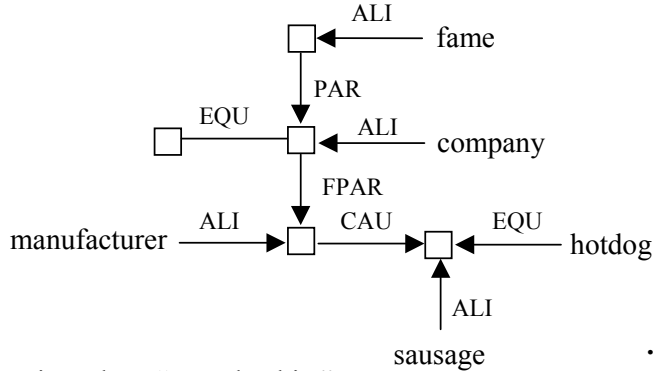 ALI
fame
PAR
EQU
ALI
company
FPAR
manufacturer
ALI
CAU
EQU
hotdog
ALI
sausage
.